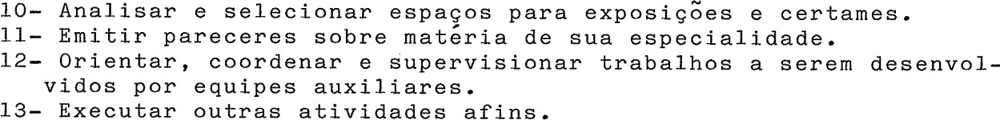 10- Analisar e selecionar espaços para exposições e certames.
11- Emitir pareceres sobre matéria de sua especialidade.
12- Orientar, coordenar e supervisionar trabalhos a serem desenvol-
vidos por equipes auxiliares.
13- Executar outras atividades afins.